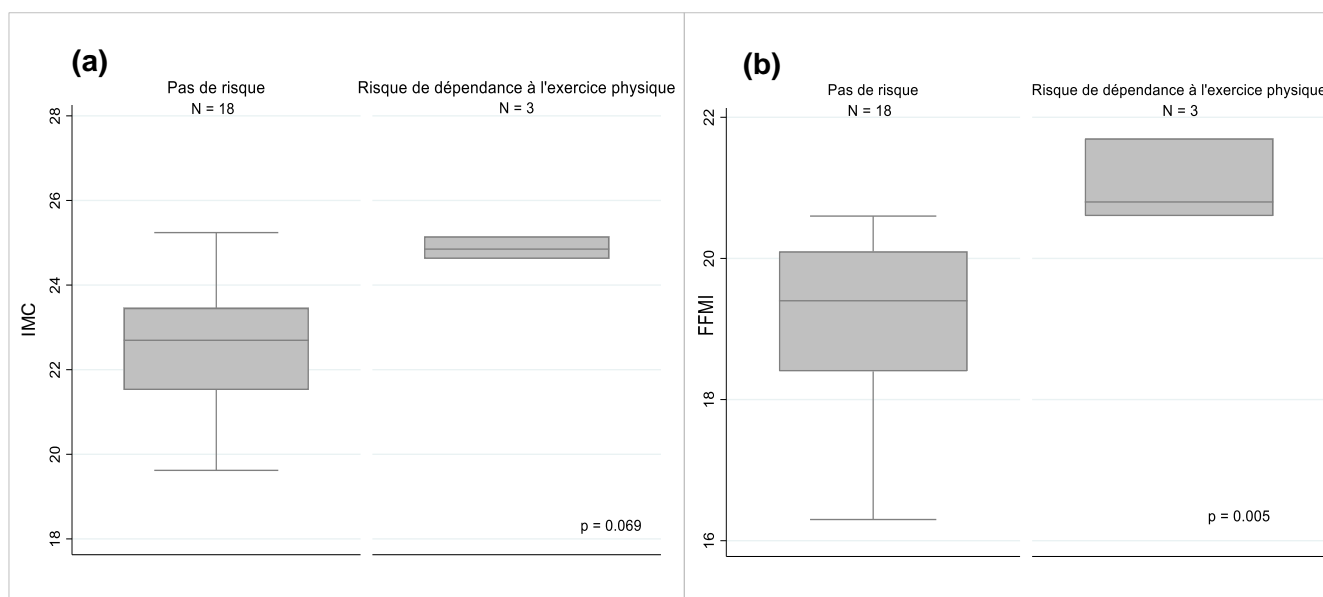 (a)
Pas de risque
N = 18
Risque de dépendance à l'exercice physique
N = 3
28
26
24
22
20
18
IMC
p = 0.069
(b)
Pas de risque
N = 18
Risque de dépendance à l'exercice physique
N = 3
22
20
18
16
FFMI
p = 0.005